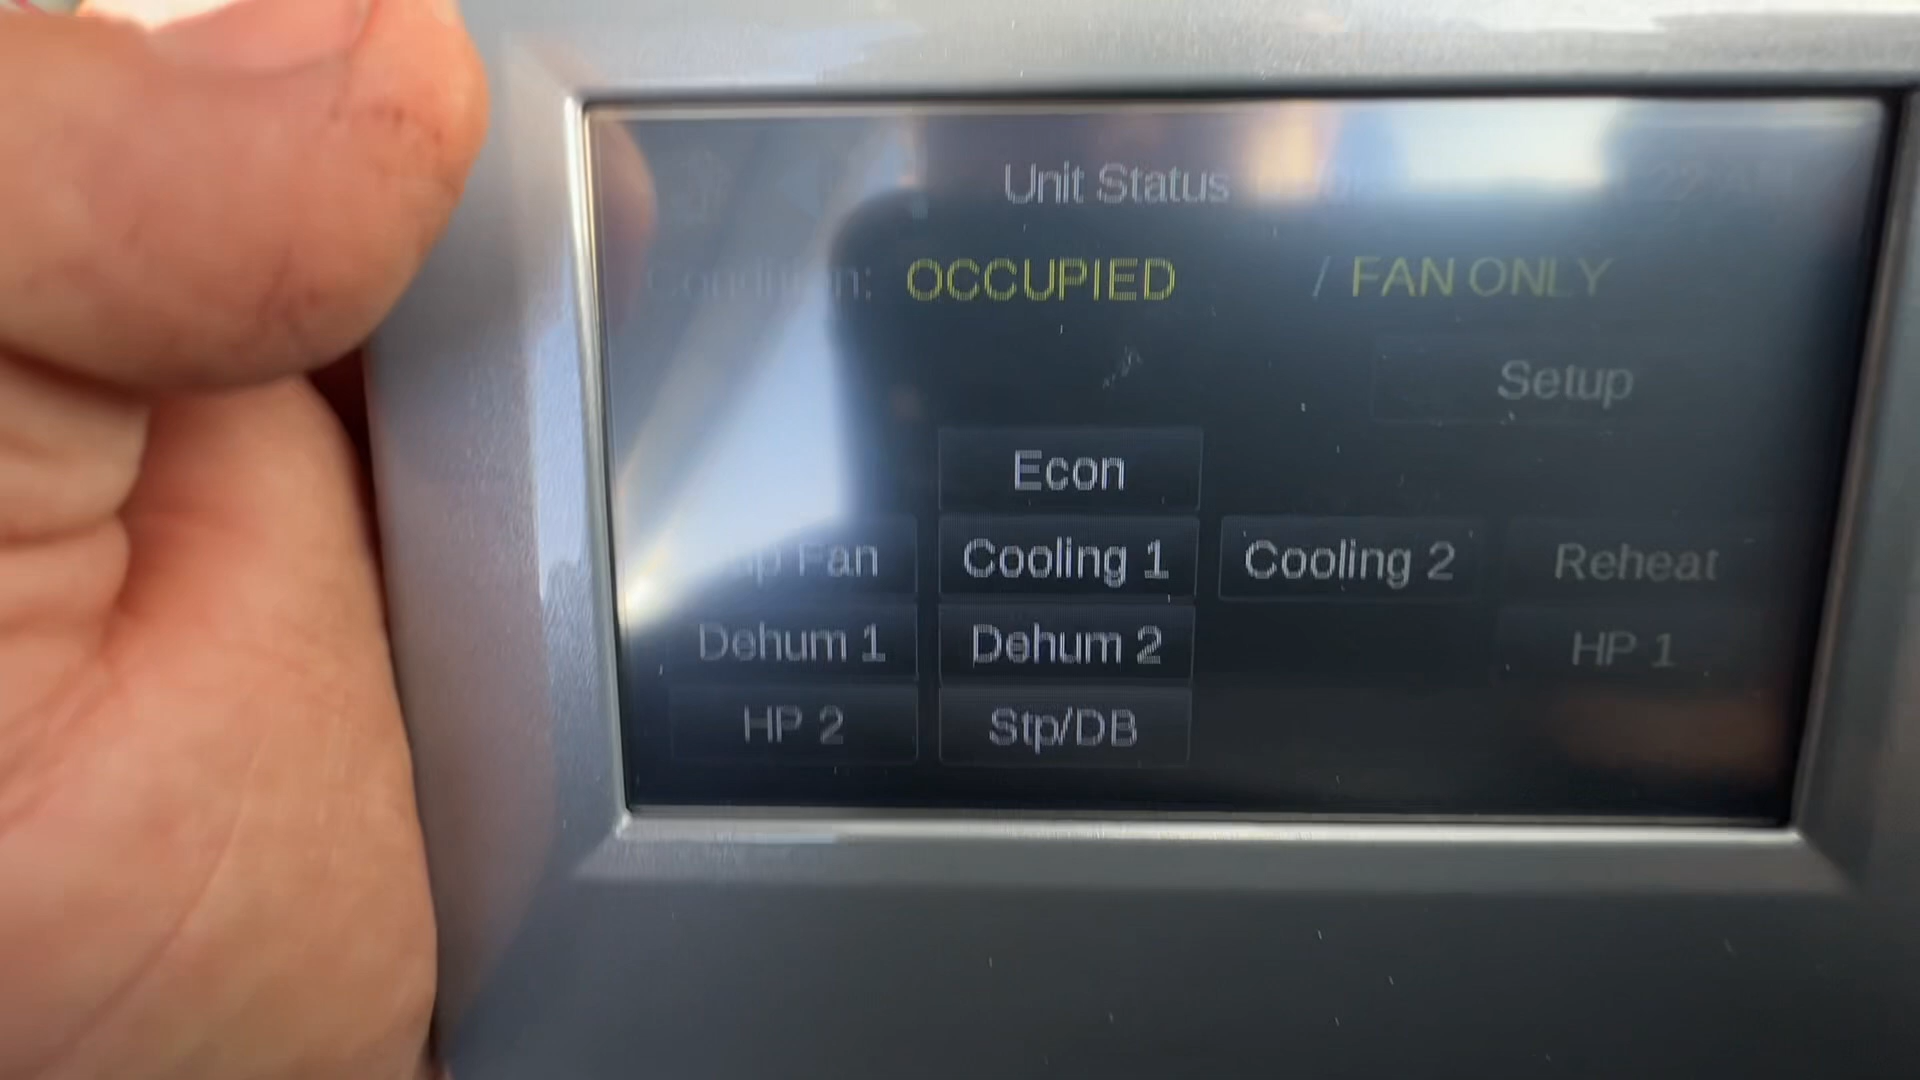 Unit Status
Condition: OCCUPIED / FAN ONLY
Setup
Econ
Fan Cooling 1 Cooling 2 Reheat
Dehum 1 Dehum 2 HP 1
HP 2 Stp/DB